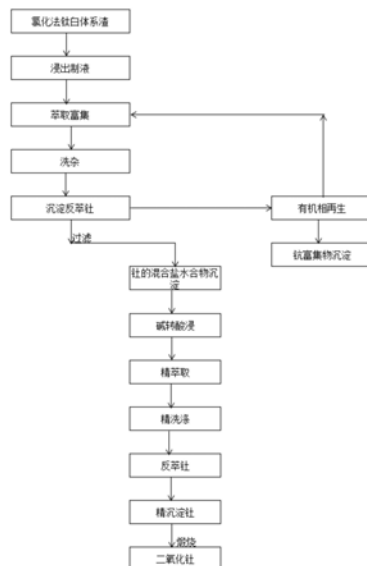 氯化法钛白体系渣
浸出制液
萃取富集
洗杂
沉淀反萃钍
有机相再生
过滤
钪富集物沉淀
钍的混合盐水合物沉淀
碱转酸浸
精萃取
精洗涤
反萃钍
精沉淀钍
煅烧
二氧化钍